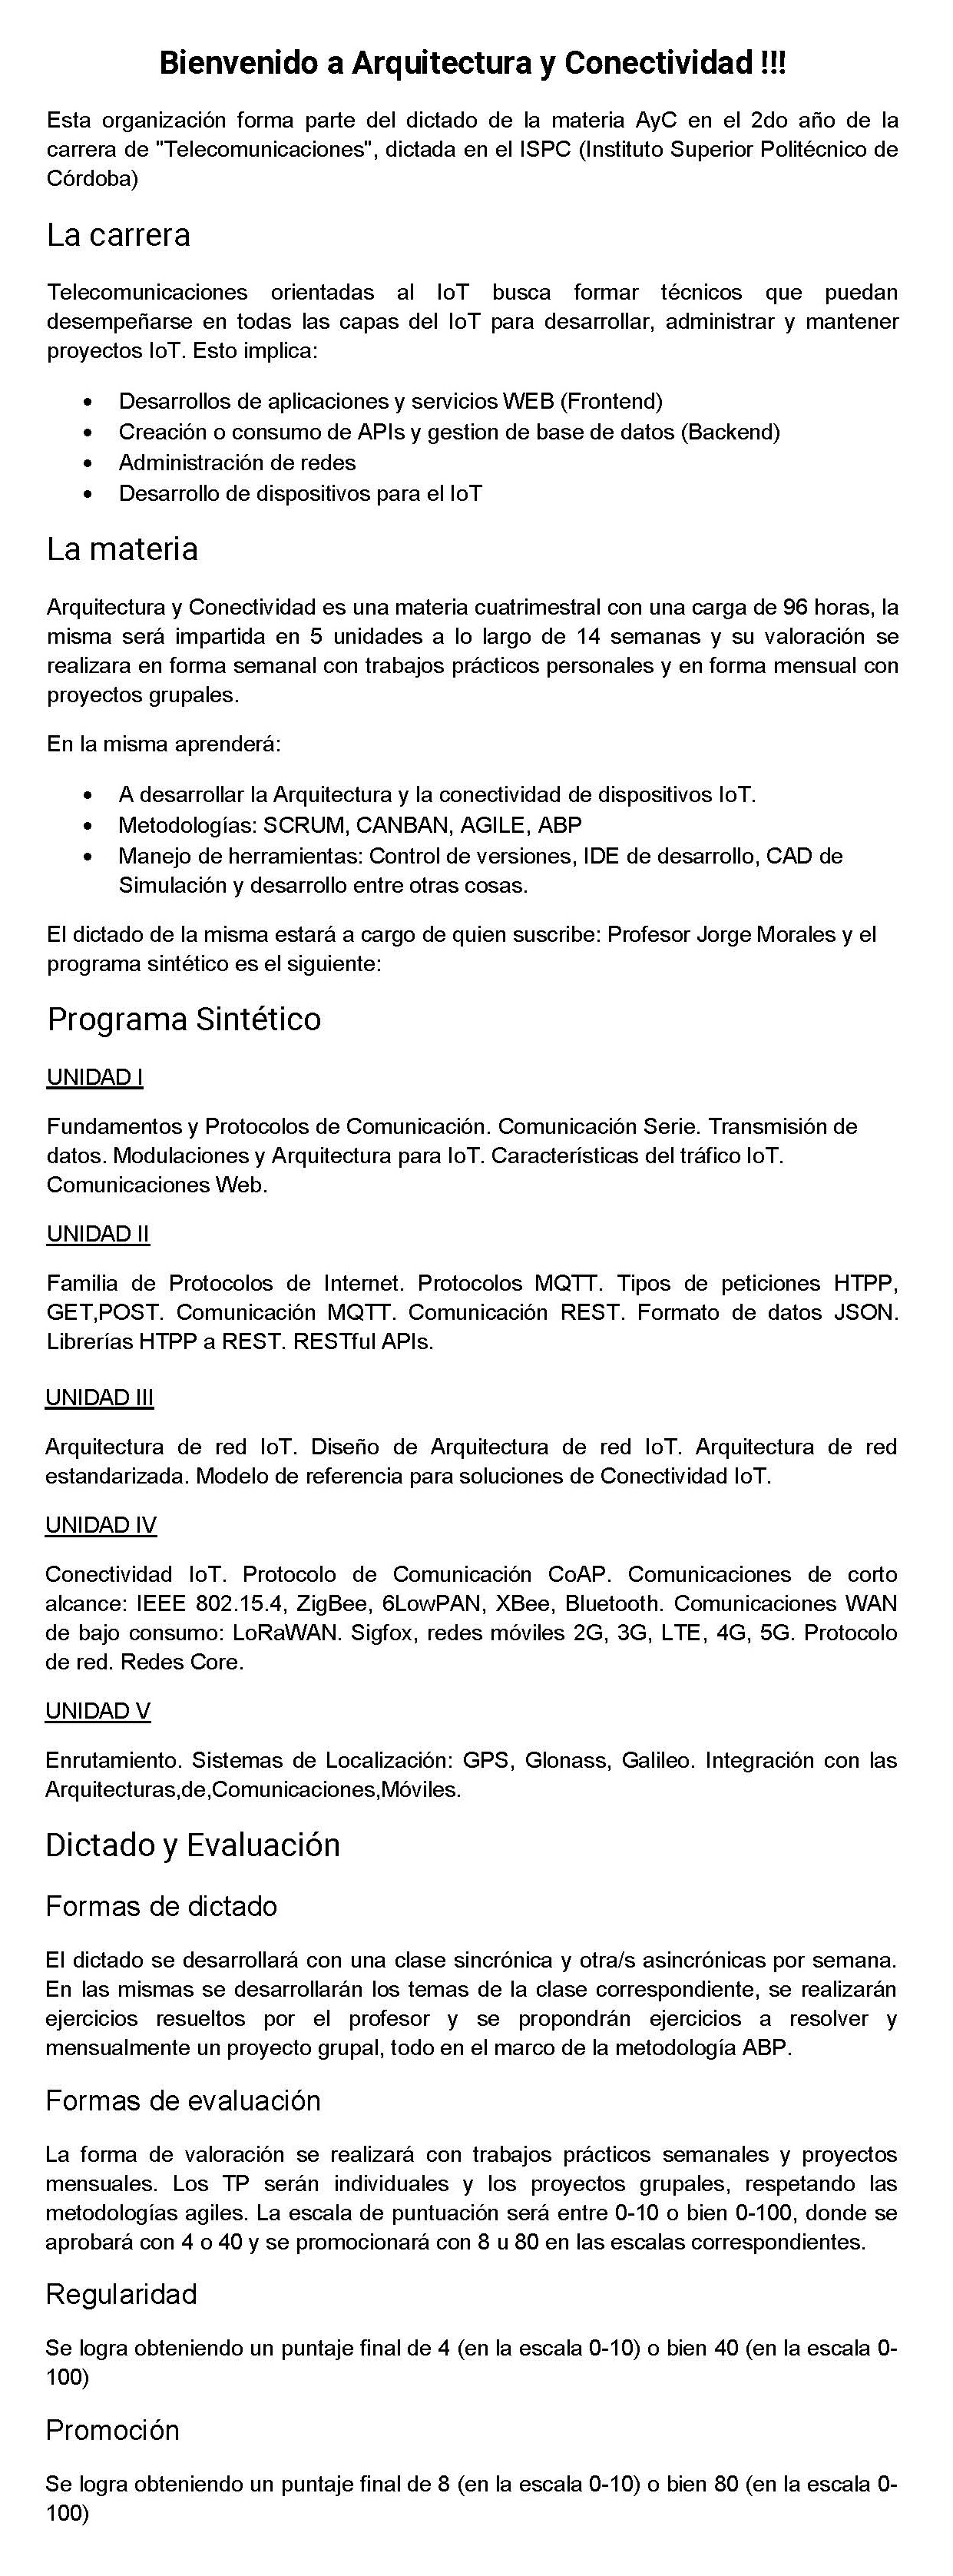 Bienvenido a Arquitectura y Conectividad !!!
Esta organización forma parte del dictado de la materia AyC en el 2do año de la
carrera de "Telecomunicaciones", dictada en el ISPC (Instituto Superior Politécnico de
Córdoba)
La carrera
Telecomunicaciones orientadas al IoT busca formar técnicos que puedan
desempeñarse en todas las capas del IoT para desarrollar, administrar y mantener
proyectos IoT. Esto implica:
• Desarrollos de aplicaciones y servicios WEB (Frontend)
• Creación o consumo de APIs y gestion de base de datos (Backend)
• Administración de redes
• Desarrollo de dispositivos para el IoT
La materia
Arquitectura y Conectividad es una materia cuatrimestral con una carga de 96 horas, la
misma será impartida en 5 unidades a lo largo de 14 semanas y su valoración se
realizara en forma semanal con trabajos prácticos personales y en forma mensual con
proyectos grupales.
En la misma aprenderá:
• A desarrollar la Arquitectura y la conectividad de dispositivos IoT.
• Metodologías: SCRUM, CANBAN, AGILE, ABP
• Manejo de herramientas: Control de versiones, IDE de desarrollo, CAD de
Simulación y desarrollo entre otras cosas.
El dictado de la misma estará a cargo de quien suscribe: Profesor Jorge Morales y el
programa sintético es el siguiente:
Programa Sintético
UNIDAD I
Fundamentos y Protocolos de Comunicación. Comunicación Serie. Transmisión de
datos. Modulaciones y Arquitectura para IoT. Características del tráfico IoT.
Comunicaciones Web.
UNIDAD II
Familia de Protocolos de Internet. Protocolos MQTT. Tipos de peticiones HTPP,
GET,POST. Comunicación MQTT. Comunicación REST. Formato de datos JSON.
Librerías HTPP a REST. RESTful APIs.
UNIDAD III
Arquitectura de red IoT. Diseño de Arquitectura de red IoT. Arquitectura de red
estandarizada. Modelo de referencia para soluciones de Conectividad IoT.
UNIDAD IV
Conectividad IoT. Protocolo de Comunicación CoAP. Comunicaciones de corto
alcance: IEEE 802.15.4, ZigBee, 6LowPAN, XBee, Bluetooth. Comunicaciones WAN
de bajo consumo: LoRaWAN. Sigfox, redes móviles 2G, 3G, LTE, 4G, 5G. Protocolo
de red. Redes Core.
UNIDAD V
Enrutamiento. Sistemas de Localización: GPS, Glonass, Galileo. Integración con las
Arquitecturas,de,Comunicaciones,Móviles.
Dictado y Evaluación
Formas de dictado
El dictado se desarrollará con una clase sincrónica y otra/s asincrónicas por semana.
En las mismas se desarrollarán los temas de la clase correspondiente, se realizarán
ejercicios resueltos por el profesor y se propondrán ejercicios a resolver y
mensualmente un proyecto grupal, todo en el marco de la metodología ABP.
Formas de evaluación
La forma de valoración se realizará con trabajos prácticos semanales y proyectos
mensuales. Los TP serán individuales y los proyectos grupales, respetando las
metodologías agiles. La escala de puntuación será entre 0-10 o bien 0-100, donde se
aprobará con 4 o 40 y se promocionará con 8 u 80 en las escalas correspondientes.
Regularidad
Se logra obteniendo un puntaje final de 4 (en la escala 0-10) o bien 40 (en la escala 0-
100)
Promoción
Se logra obteniendo un puntaje final de 8 (en la escala 0-10) o bien 80 (en la escala 0-
100)